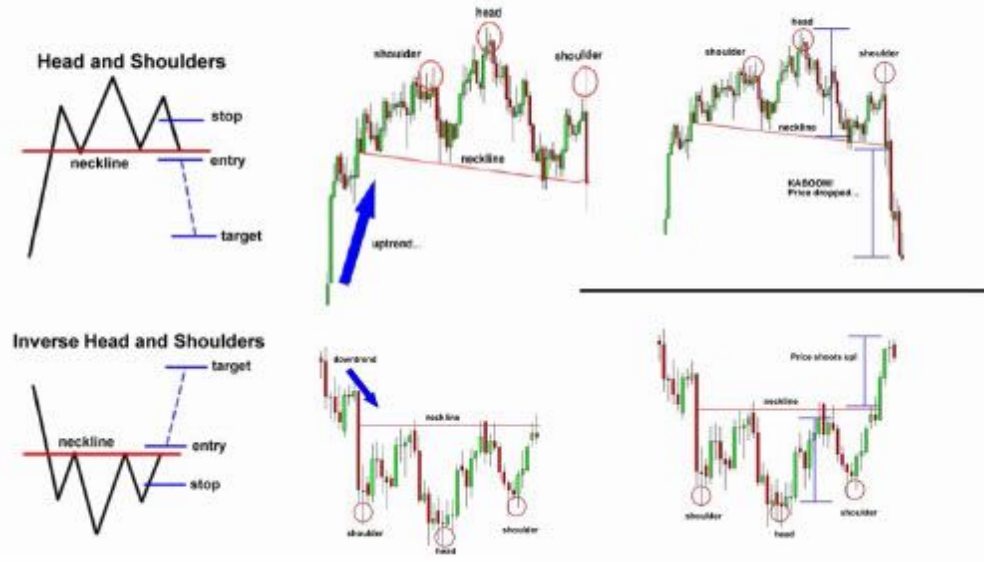 Head and Shoulders
stop
neckline
entry
target
head
shoulder
shoulder
neckline
uptrend...
head
shoulder
shoulder
neckline
KABOOM!
Price dropped...
Inverse Head and Shoulders
target
neckline
entry
stop
downtrend
neckline
shoulder
head
shoulder
Price shoots up!
neckline
shoulder
head
shoulder